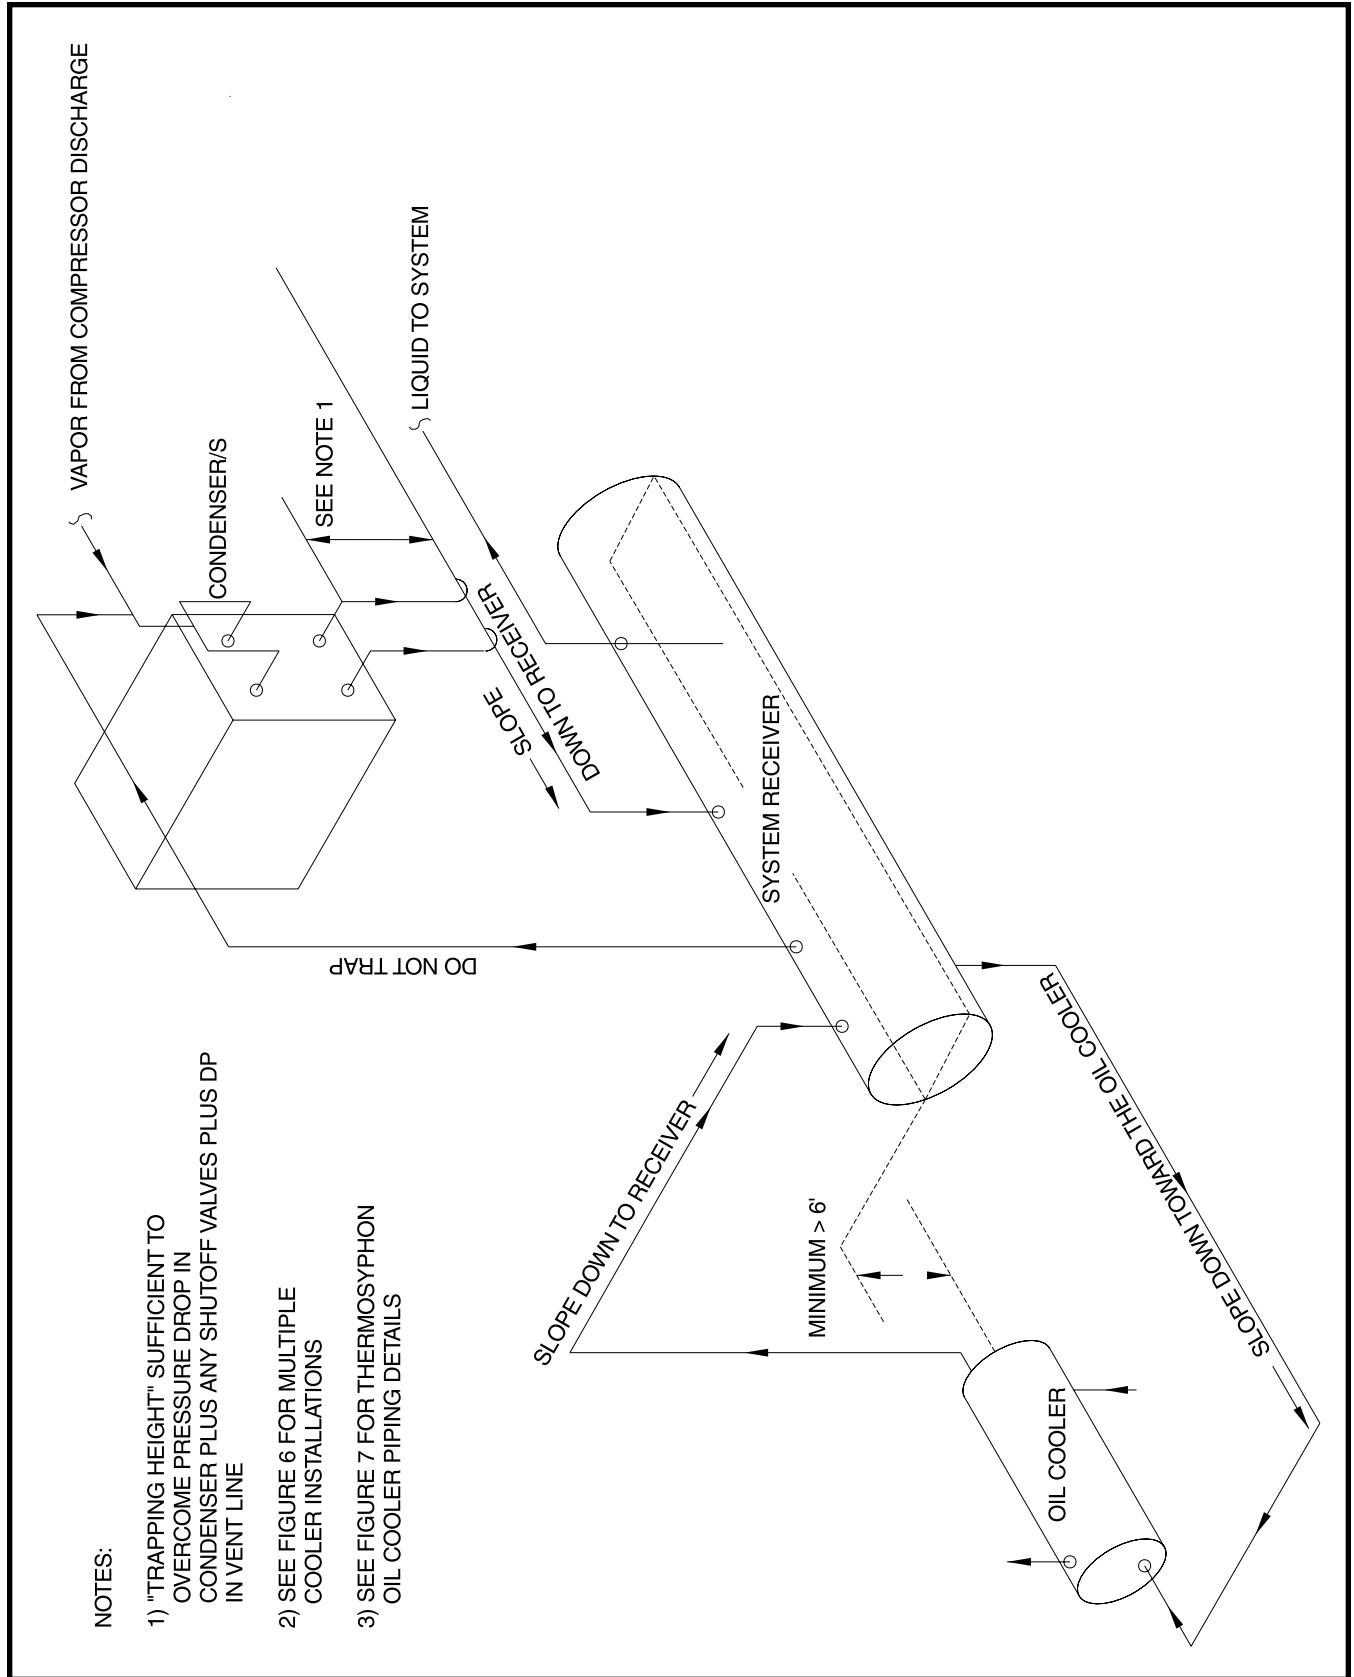 NOTES:
1) "TRAPPING HEIGHT" SUFFICIENT TO
OVERCOME PRESSURE DROP IN
CONDENSER PLUS ANY SHUTOFF VALVES PLUS DP
IN VENT LINE
2) SEE FIGURE 6 FOR MULTIPLE
COOLER INSTALLATIONS
3) SEE FIGURE 7 FOR THERMOSYPHON
OIL COOLER PIPING DETAILS
VAPOR FROM COMPRESSOR DISCHARGE
CONDENSER/S
SEE NOTE 1
LIQUID TO SYSTEM
SLOPE
DOWN TO RECEIVER
DO NOT TRAP
SYSTEM RECEIVER
SLOPE DOWN TO RECEIVER
MINIMUM > 6'
OIL COOLER
SLOPE DOWN TOWARD THE OIL COOLER